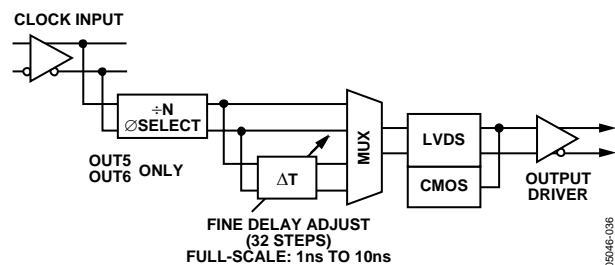 CLOCK INPUT
÷N
∅SELECT
OUT5
OUT6
ONLY
ΔT
MUX
LVDS
CMOS
OUTPUT
DRIVER
FINE DELAY ADJUST
(32 STEPS)
FULL-SCALE: 1ns TO 10ns
05046-036